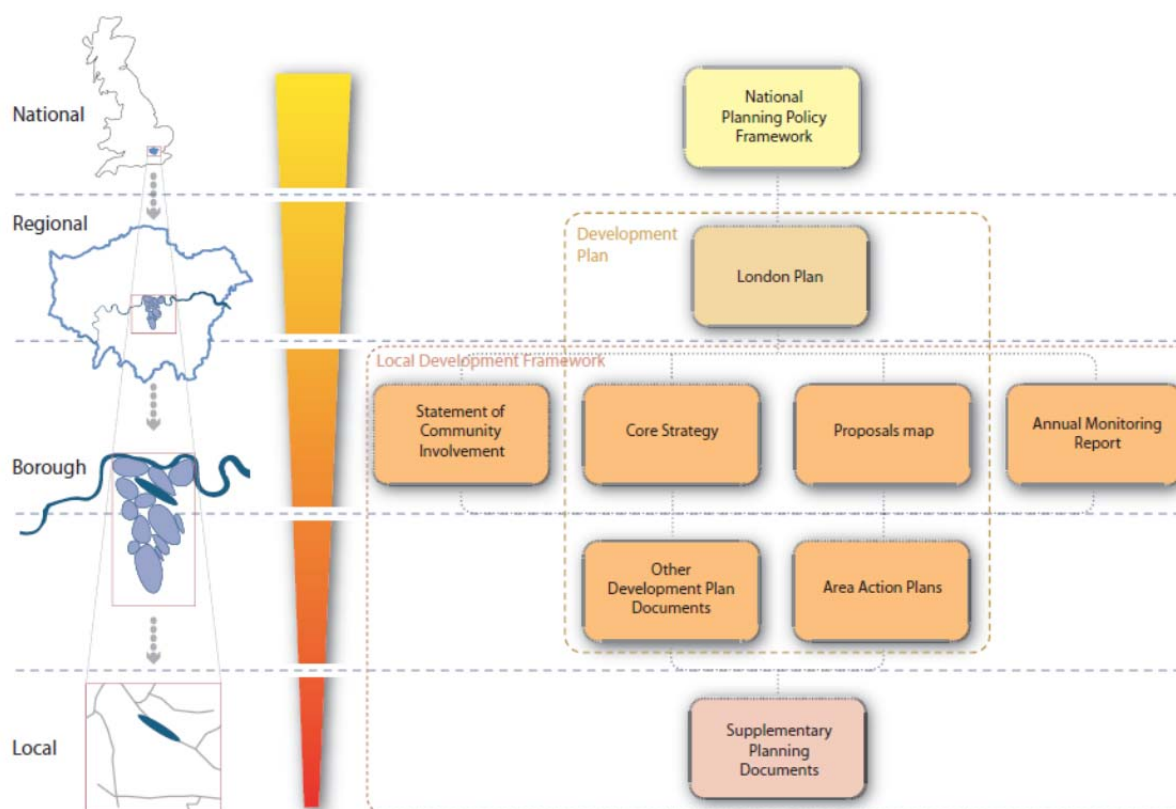 National
National
Planning Policy
Framework
Regional
Development
Plan
London Plan
Local Development Framework
Statement of
Community
Involvement
Core Strategy
Proposals map
Annual Monitoring
Report
Borough
Other
Development Plan
Documents
Area Action Plans
Local
Supplementary
Planning
Documents